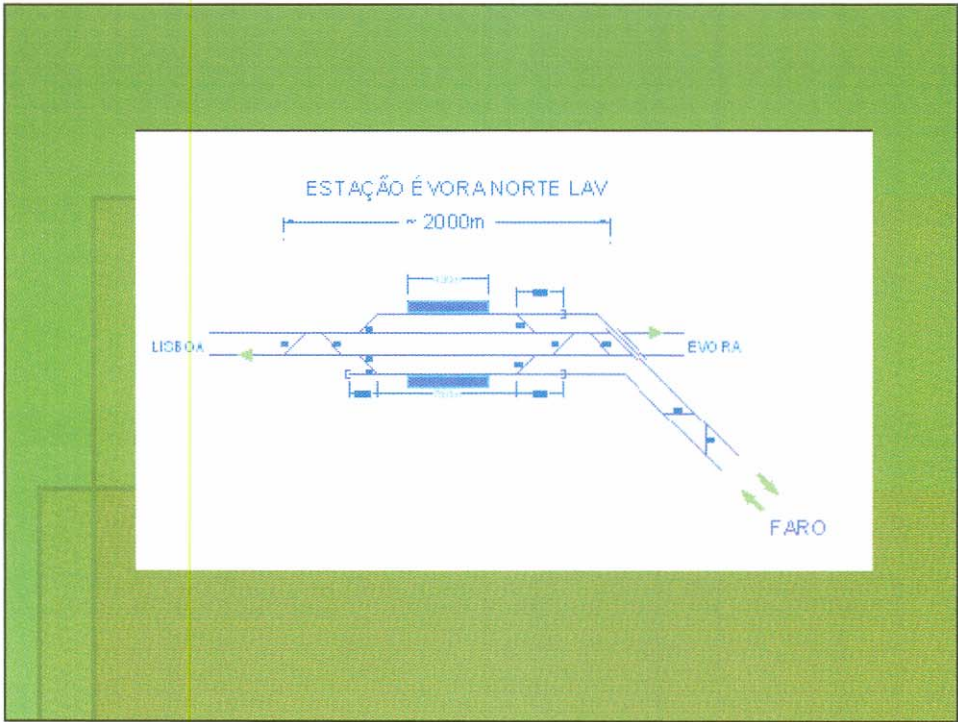 ESTAÇÃO ÉVORA NORTE LAV
~ 2000m
LISBOA
EVORA
FARO